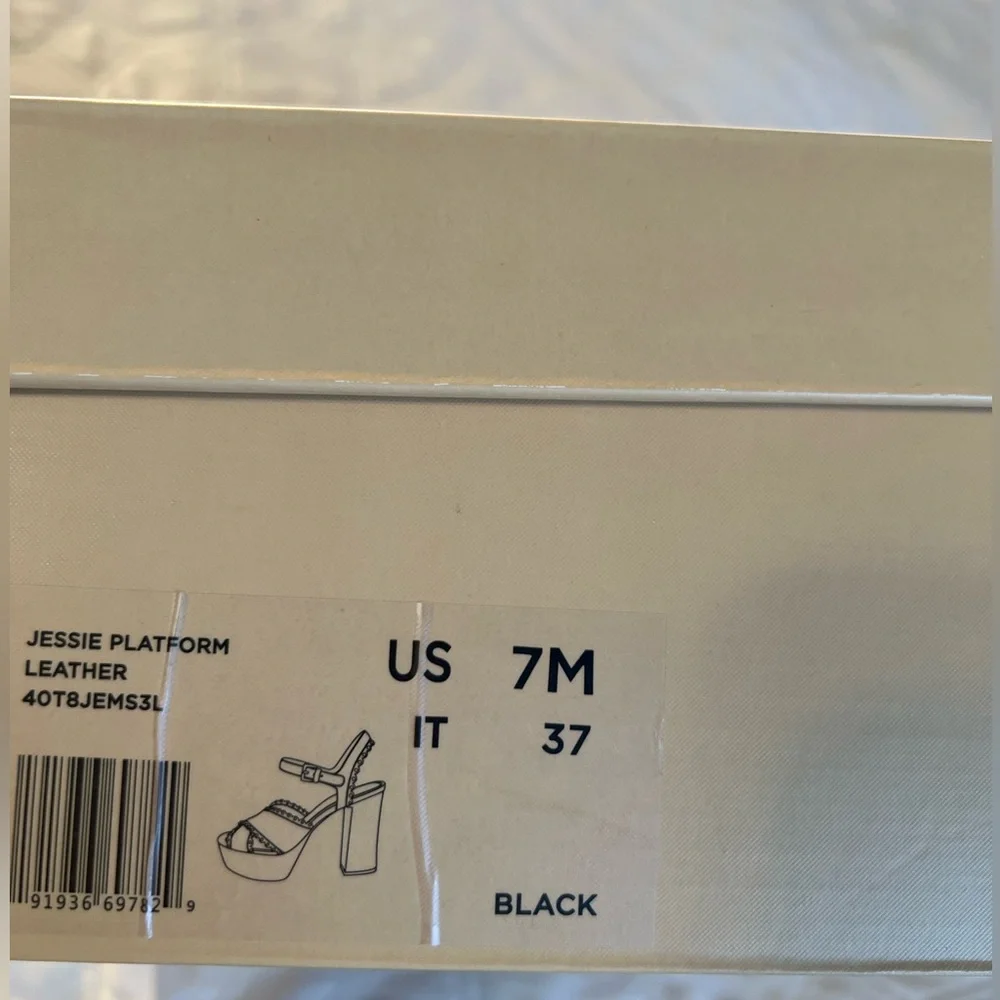 JESSIE PLATFORM
LEATHER
40T8JEMS3L
US 7M
IT 37
BLACK
91936 69782 9